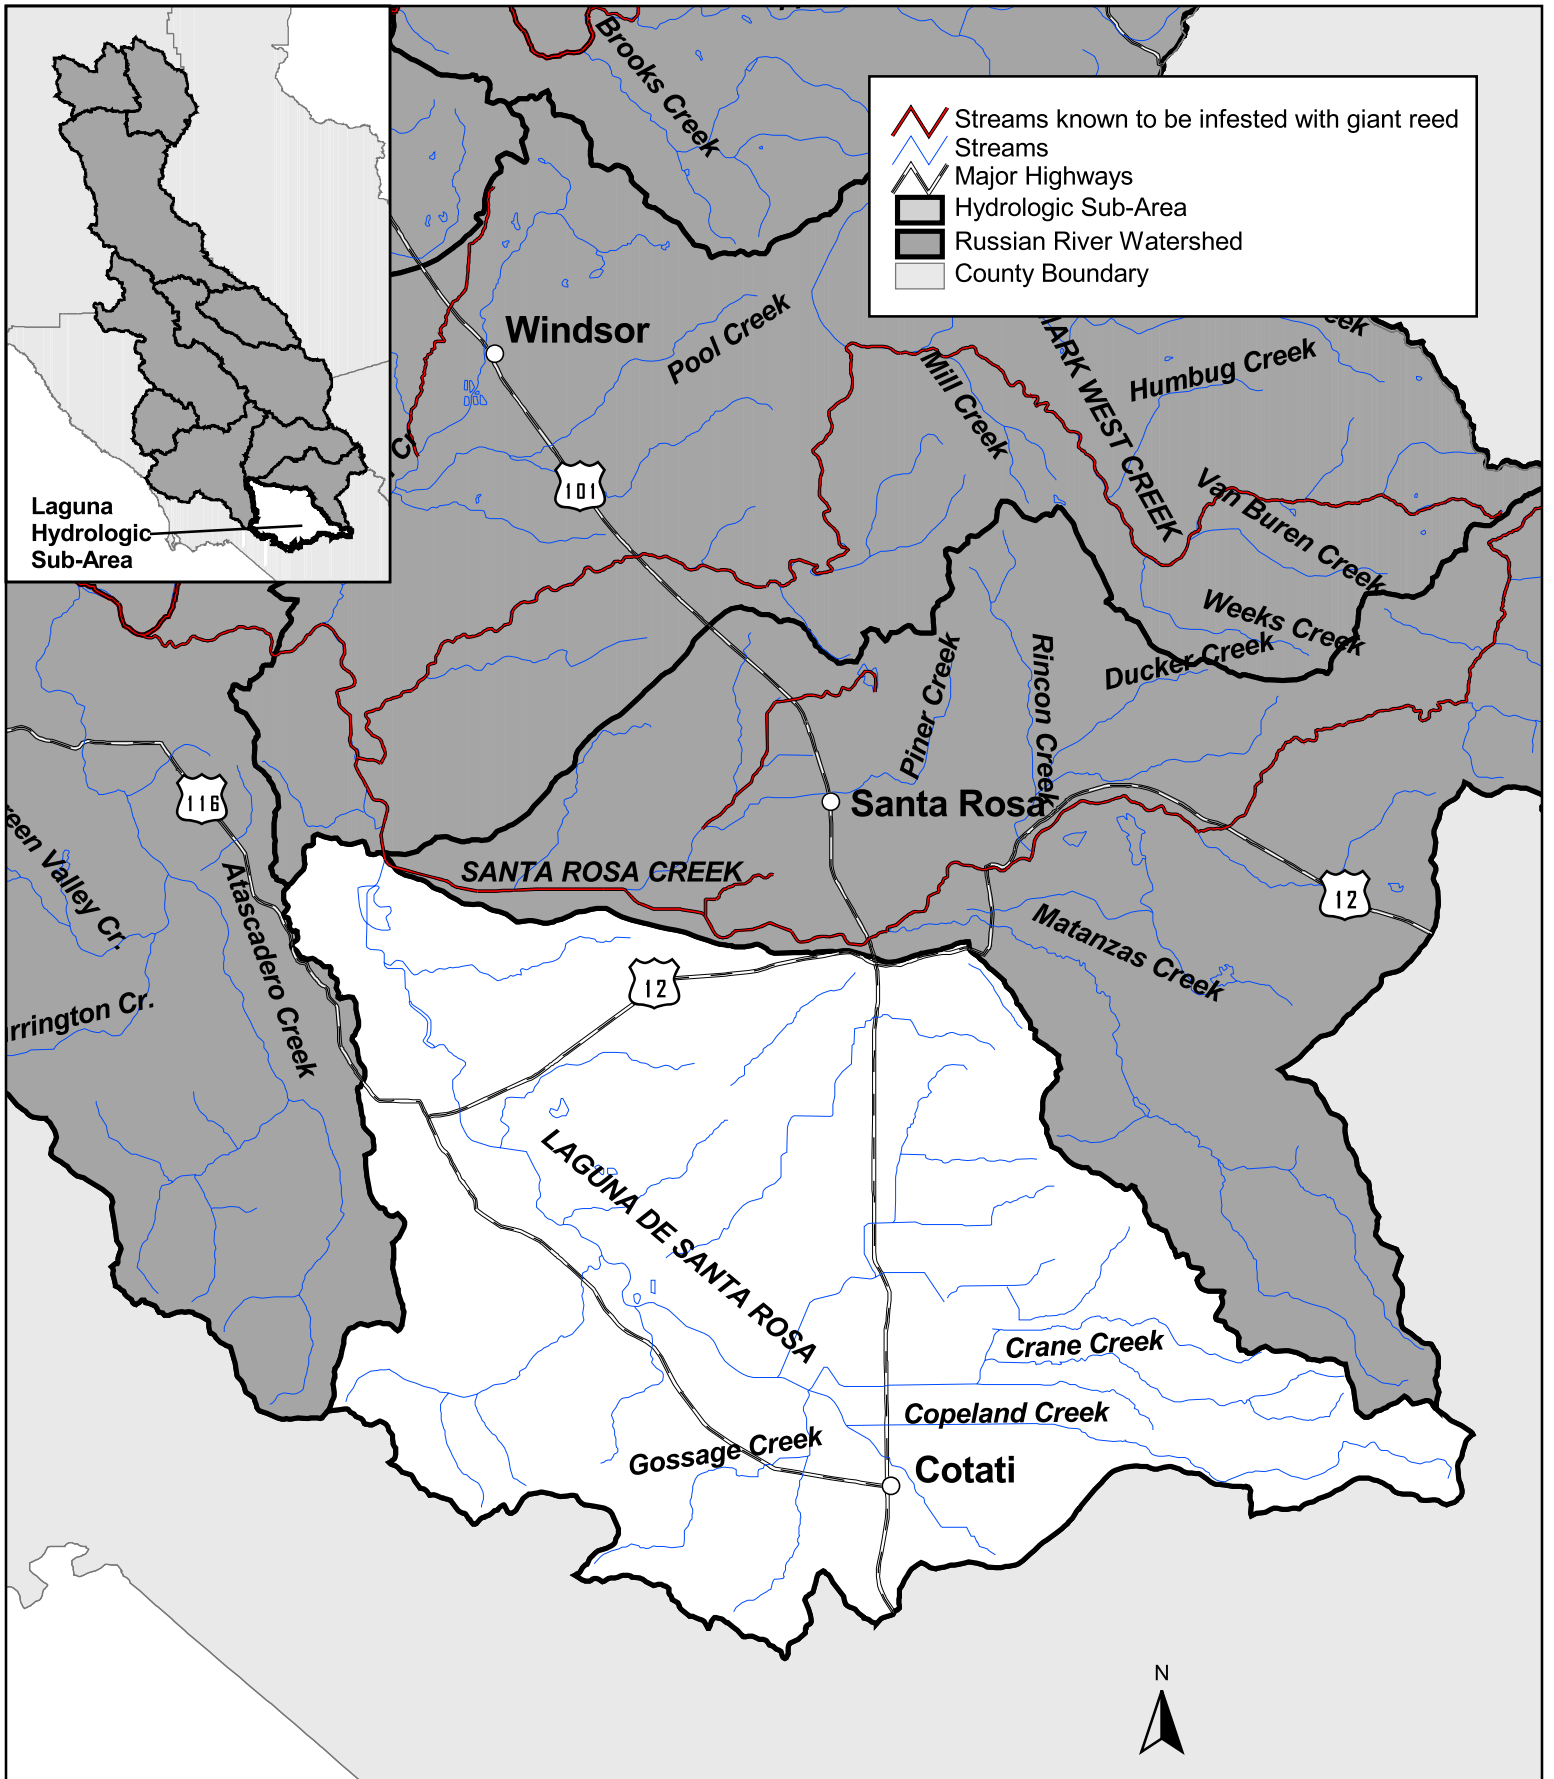 Brooks Creek
Streams known to be infested with giant reed
Streams
Major Highways
Hydrologic Sub-Area
Russian River Watershed
County Boundary
Windsor
Pool Creek
Mill Creek
MARK WEST CREEK
Humbug Creek
101
Laguna
Hydrologic
Sub-Area
Van Buren Creek
Weeks Creek
Ducker Creek
Piner Creek
Rincon Creek
116
Santa Rosa
SANTA ROSA CREEK
Atascadero Creek
12
Matanzas Creek
12
LAGUNA DE SANTA ROSA
Crane Creek
Copeland Creek
Gossage Creek
Cotati
N